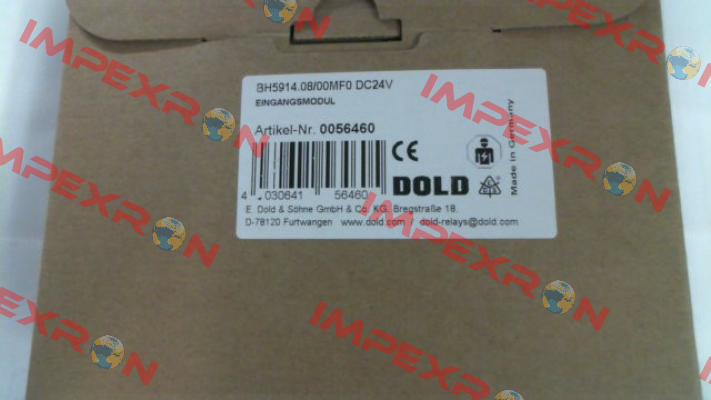 BH5914.08/00MF0 DC24V
EINGANGSMODUL
Artikel-Nr. 0056460
CE
4 030641 56460
DOLD
Made in Germany
E. Dold & Söhne GmbH & Co. KG, Bregstraße 18,
D-78120 Furtwangen www.dold.com / dold-relays@dold.com
IMPEXRON
IMPEXRON
IMPEXRON
IMPEXRON
IMPEXRON